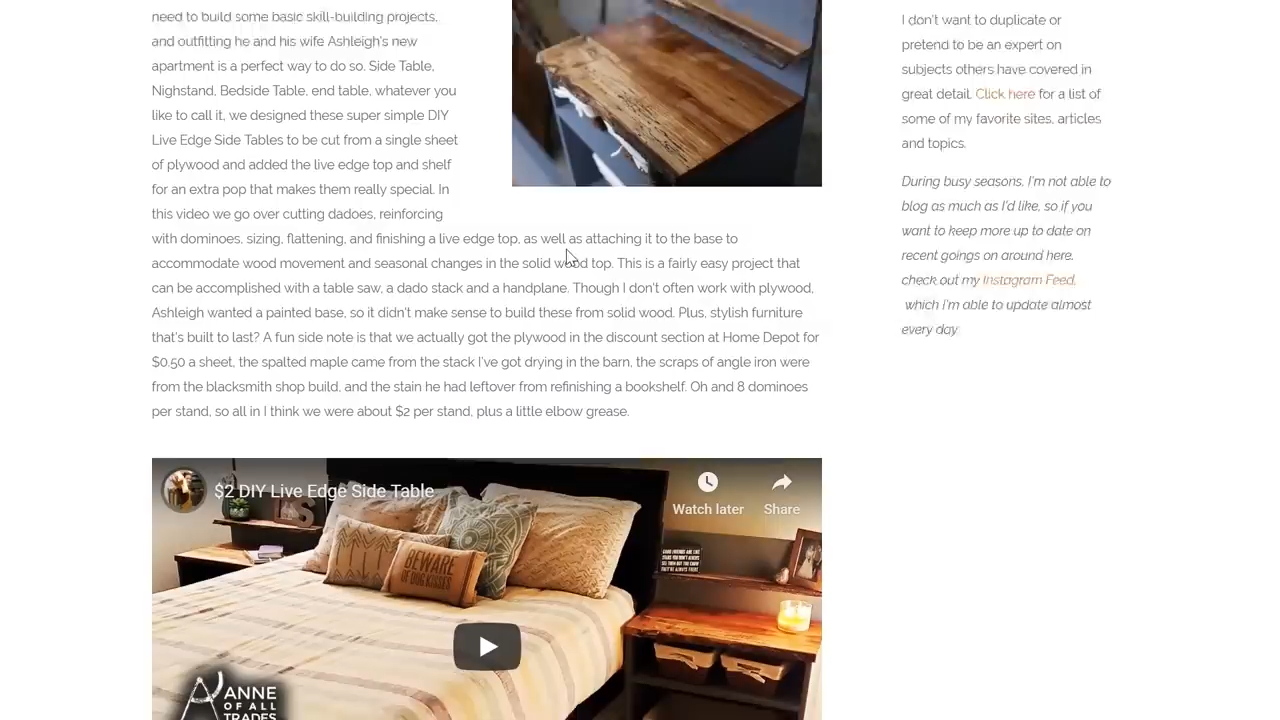 need to build some basic skill-building projects,
and outfitting he and his wife Ashleigh's new
apartment is a perfect way to do so. Side Table,
Nighstand, Bedside Table, end table, whatever you
like to call it, we designed these super simple DIY
Live Edge Side Tables to be cut from a single sheet
of plywood and added the live edge top and shelf
for an extra pop that makes them really special. In
this video we go over cutting dadoes, reinforcing
with dominoes, sizing, flattening, and finishing a live edge top, as well as attaching it to the base to
accommodate wood movement and seasonal changes in the solid wood top. This is a fairly easy project that
can be accomplished with a table saw, a dado stack and a handplane. Though I don't often work with plywood,
Ashleigh wanted a painted base, so it didn't make sense to build these from solid wood. Plus, stylish furniture
that's built to last? A fun side note is that we actually got the plywood in the discount section at Home Depot for
$0.50 a sheet, the spalted maple came from the stack I've got drying in the barn, the scraps of angle iron were
from the blacksmith shop build, and the stain he had leftover from refinishing a bookshelf. Oh and 8 dominoes
per stand, so all in I think we were about $2 per stand, plus a little elbow grease.
$2 DIY Live Edge Side Table
Watch later
Share
BEWARE
OF DOG KISSES
ANNE
OF ALL
TRADES
I don't want to duplicate or
pretend to be an expert on
subjects others have covered in
great detail. Click here for a list of
some of my favorite sites, articles
and topics.
During busy seasons, I'm not able to
blog as much as I'd like, so if you
want to keep more up to date on
recent goings on around here,
check out my Instagram Feed,
which i'm able to update almost
every day.